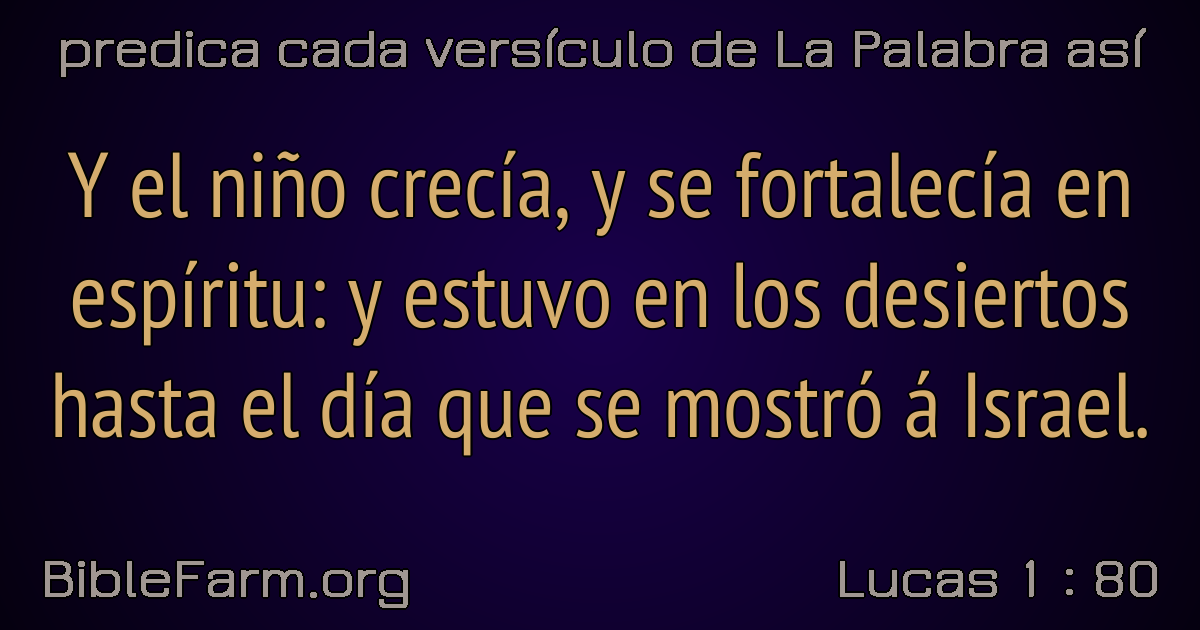 predica cada versículo de La Palabra así
Y el niño crecía, y se fortalecía en
espíritu: y estuvo en los desiertos
hasta el día que se mostró á Israel.
BibleFarm.org
Lucas 1 : 80